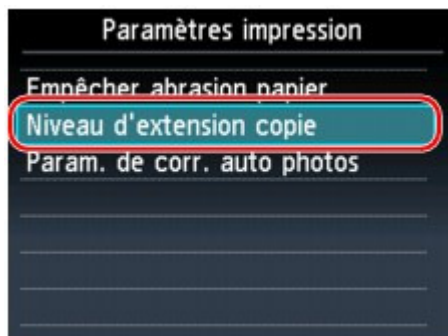 Paramètres impression
Empêcher abrasion papier
Niveau d'extension copie
Param. de corr. auto photos